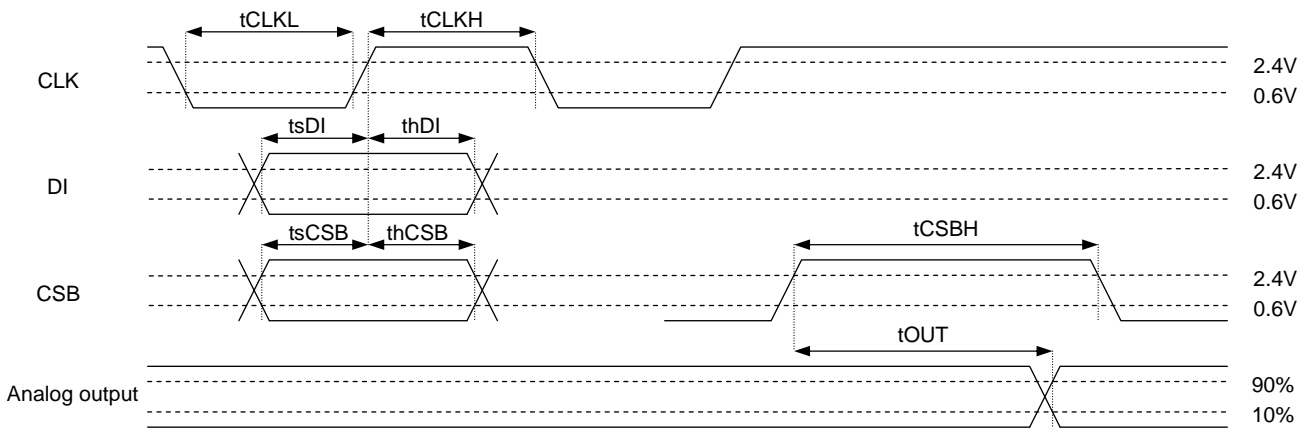 tCLKL tCLKH
CLK
2.4V
0.6V
tsDI thDI
DI
2.4V
0.6V
tsCSB thCSB tCSBH
CSB
2.4V
0.6V
tOUT
Analog output
90%
10%